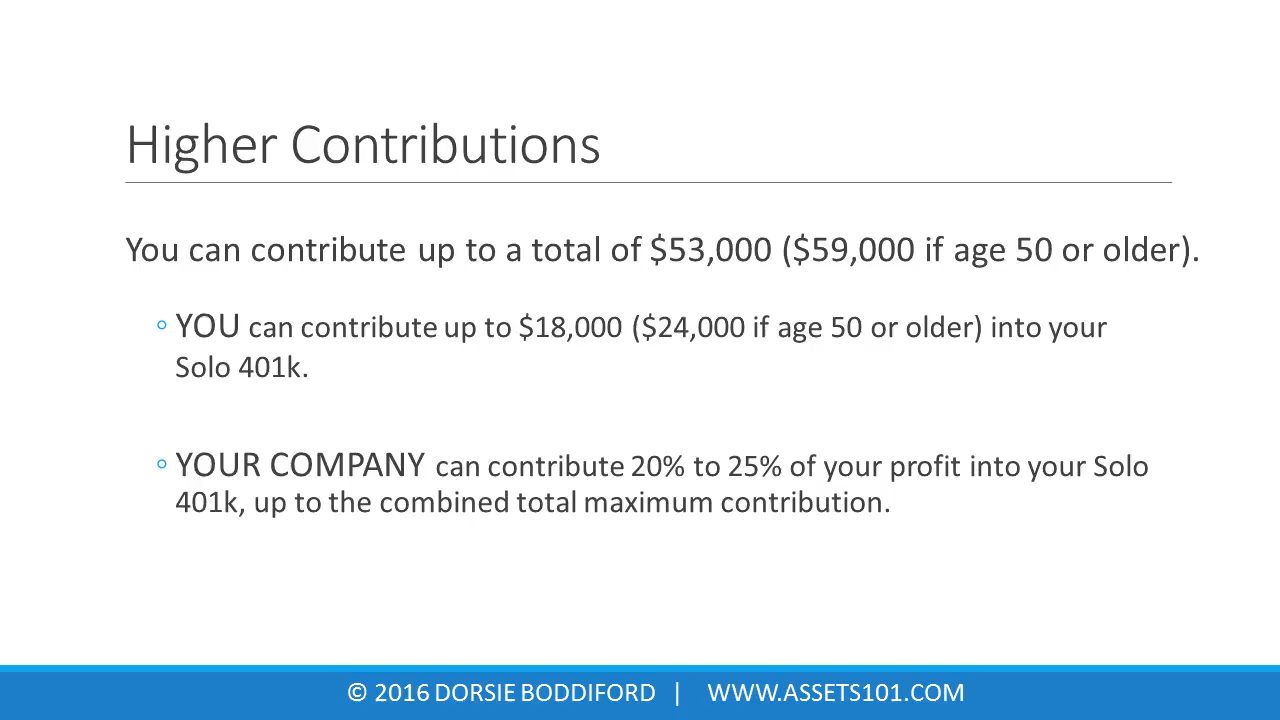 Higher Contributions
You can contribute up to a total of $53,000 ($59,000 if age 50 or older).
◦ YOU can contribute up to $18,000 ($24,000 if age 50 or older) into your
Solo 401k.
◦ YOUR COMPANY can contribute 20% to 25% of your profit into your Solo
401k, up to the combined total maximum contribution.
© 2016 DORSIE BODDIFORD | WWW.ASSETS101.COM